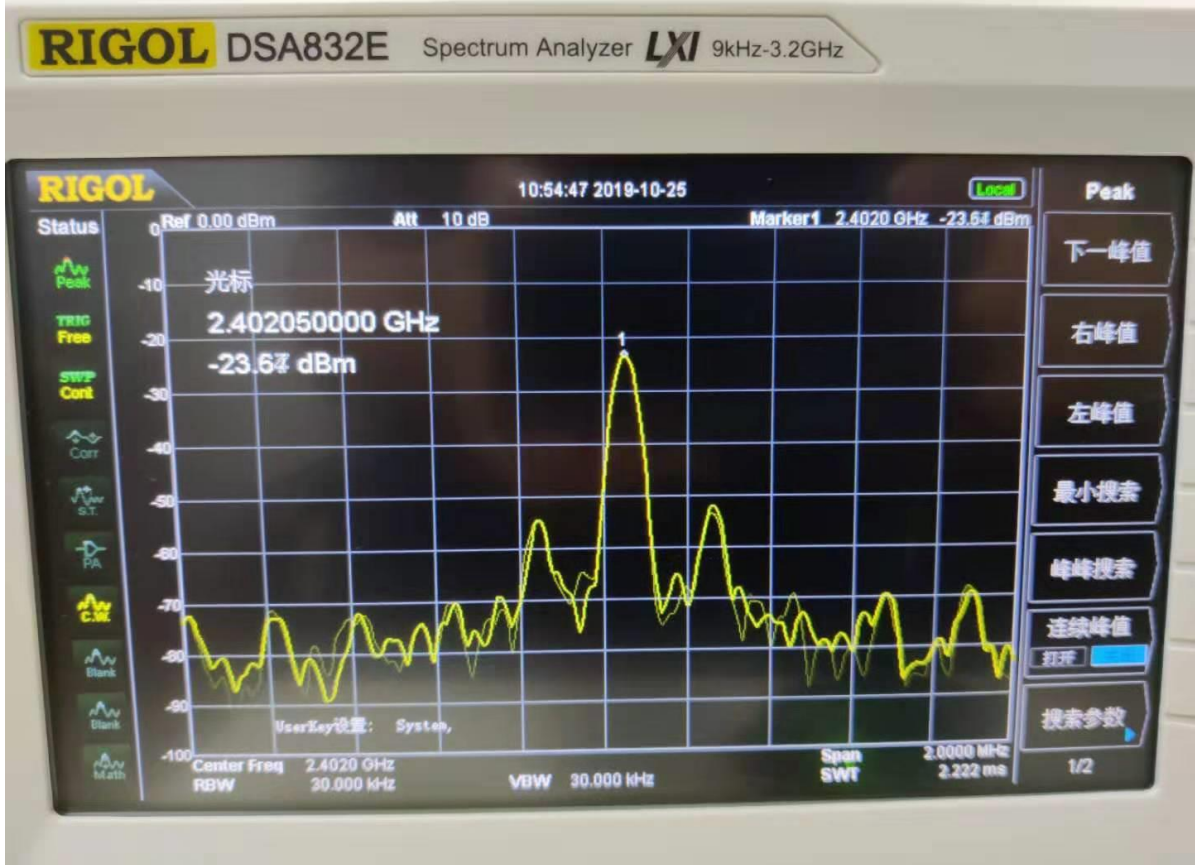 RIGOL DSA832E Spectrum Analyzer LXI 9kHz-3.2GHz
RIGOL 10:54:47 2019-10-25 Local Peak
Status Ref 0.00 dBm Att 10 dB Marker1 2.4020 GHz dBm
Peak
TRIG
Free
SWP
Cont
Corr
S.T.
PA
C.W.
Blank
Blank
Math
0
-10
-20
-30
-40
-50
-60
-70
-80
-90
-100
光标
2.402050000 GHz
dBm
1
UserKey设置: System,
Center Freq 2.4020 GHz Span 2.0000 MHz
RBW 30.000 kHz VBW 30.000 kHz SWT 2.222 ms
下一峰值
右峰值
左峰值
最小搜索
峰峰搜索
连续峰值
打开
搜索参数
1/2